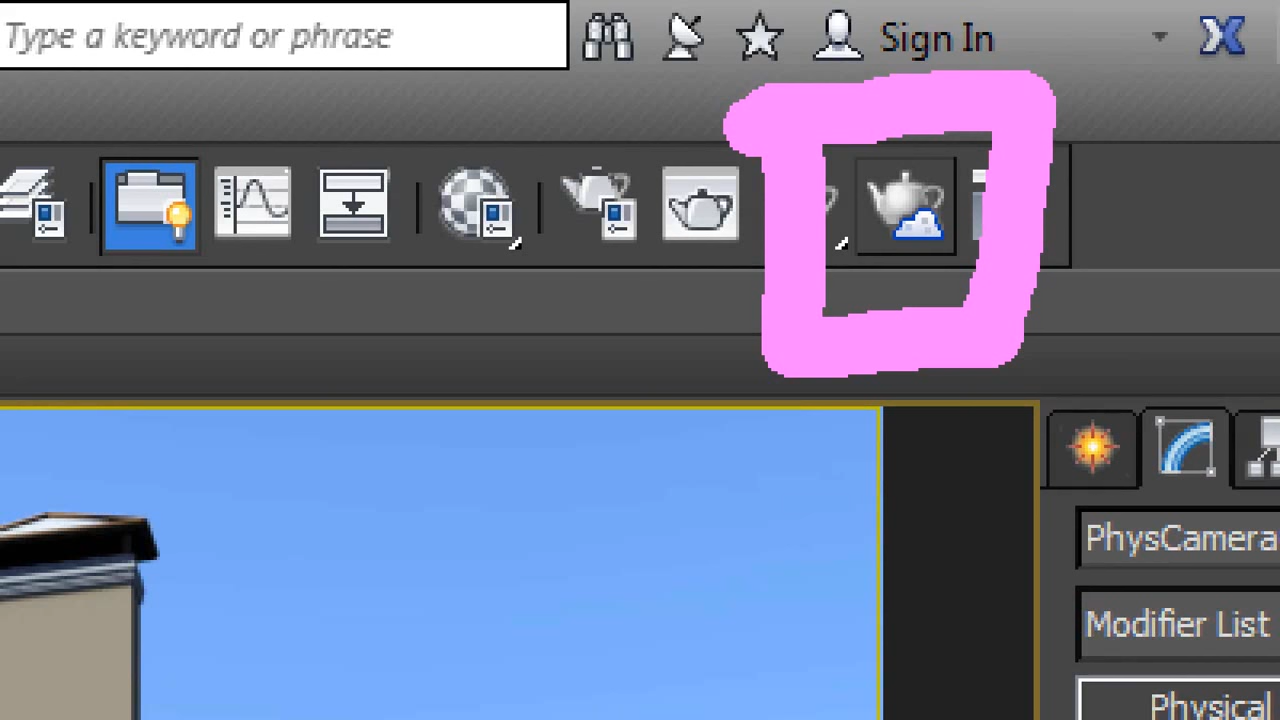 Type a keyword or phrase
Sign In
PhysCamera
Modifier List
Physical